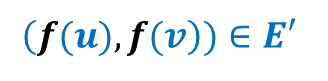 (f(u), f(v)) ∈ E′